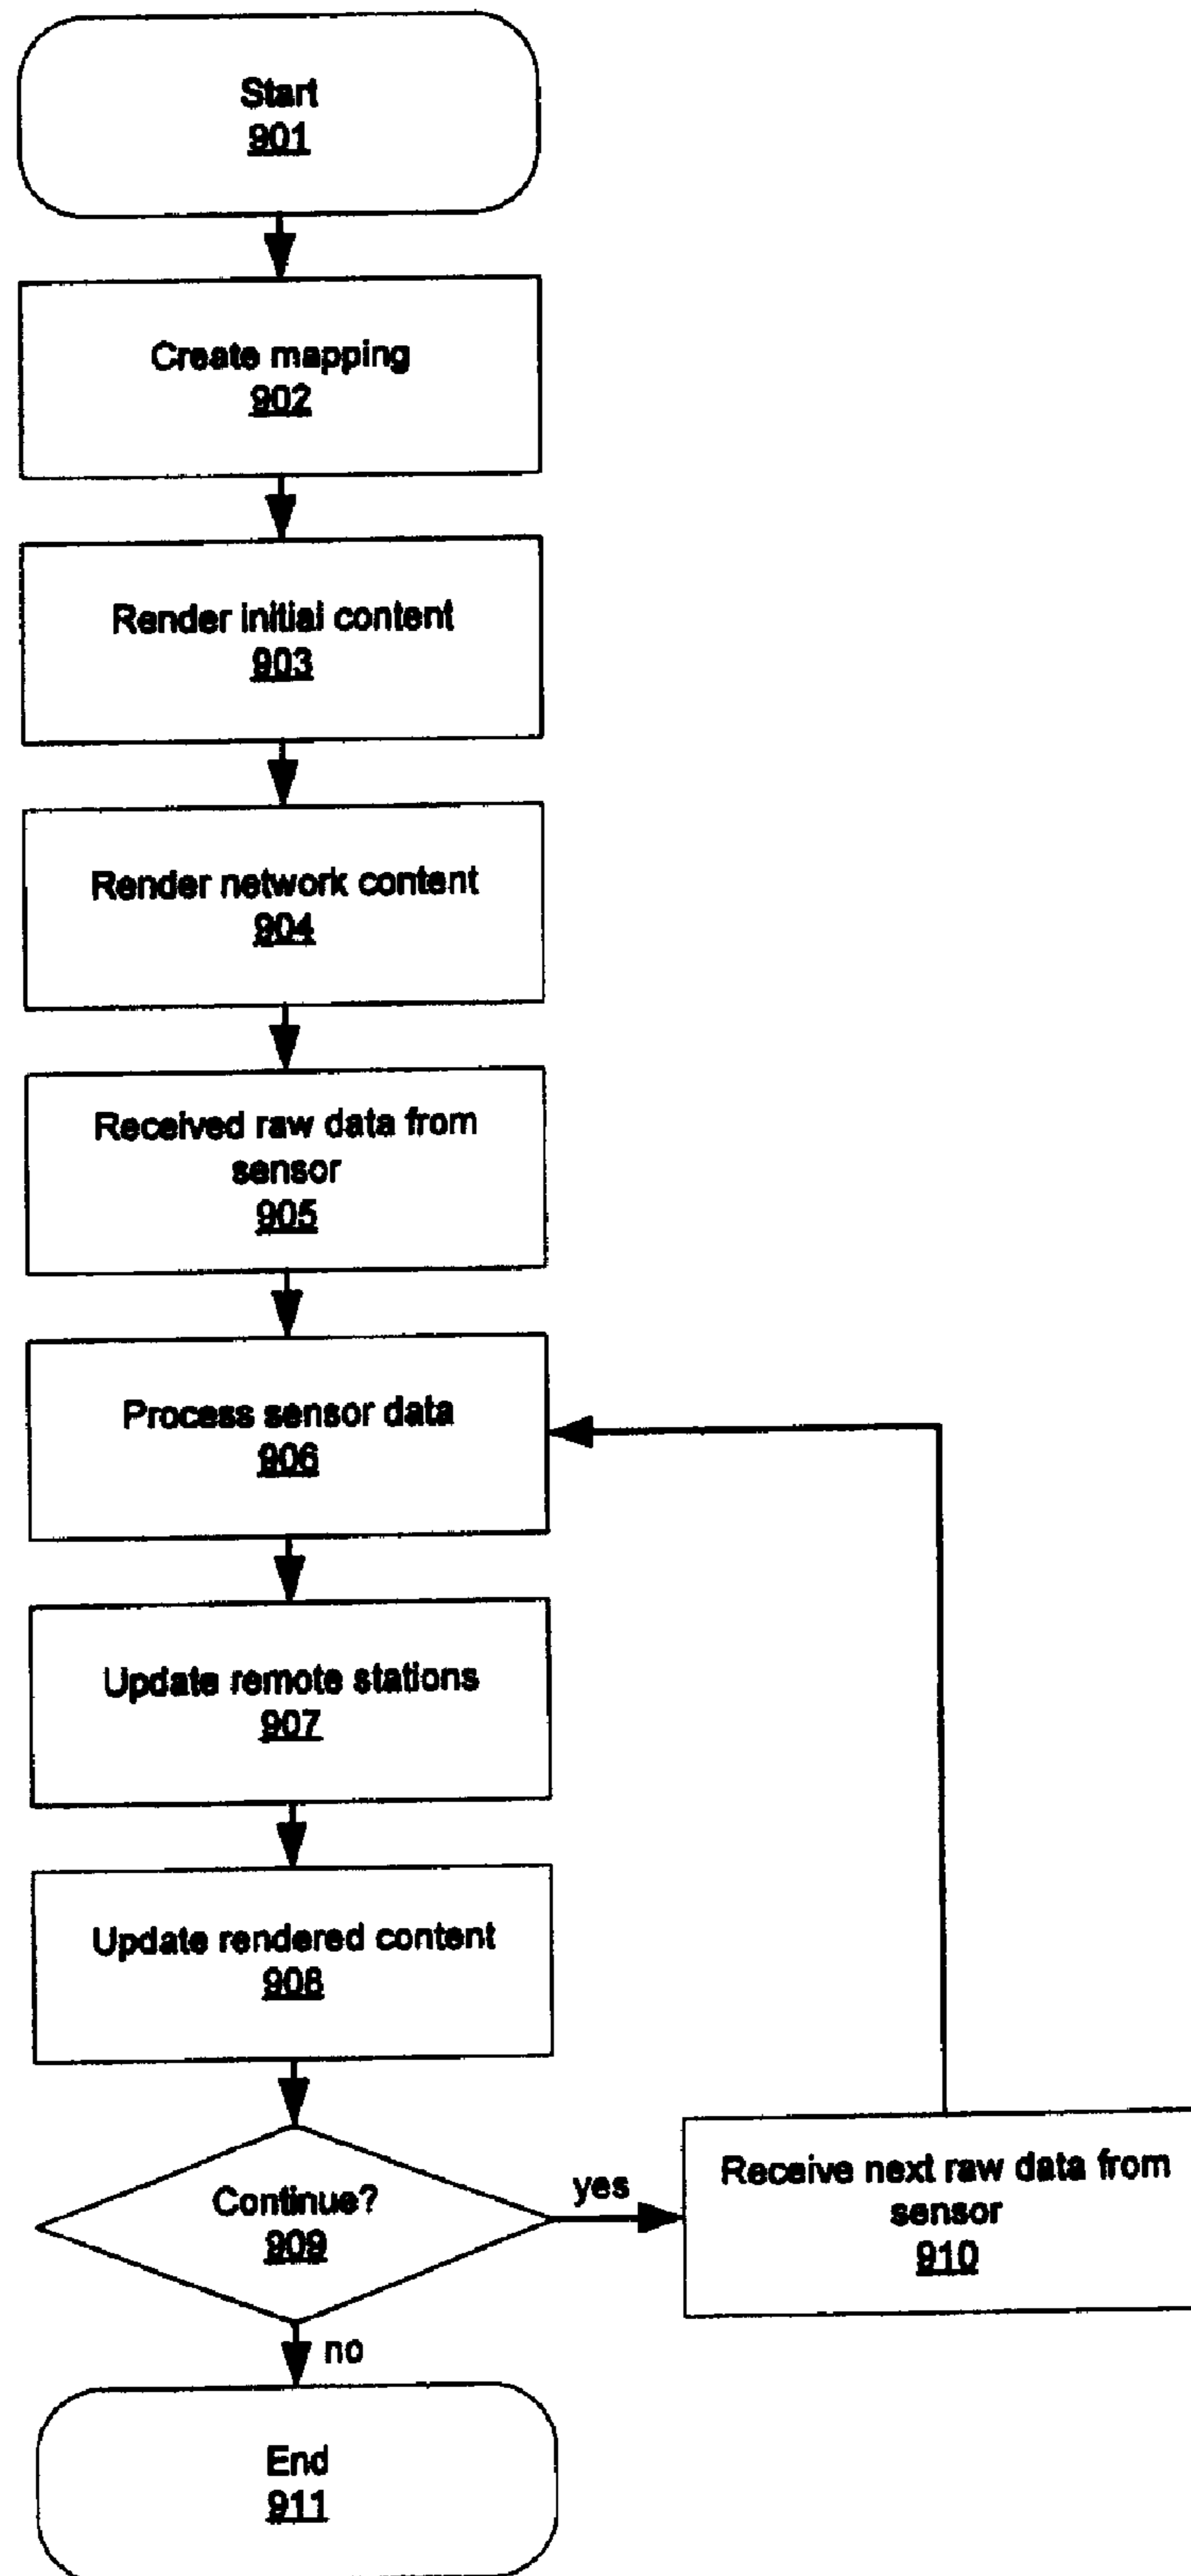 Start
901
Create mapping
902
Render initial content
903
Render network content
904
Received raw data from
sensor
905
Process sensor data
906
Update remote stations
907
Update rendered content
908
Continue?
909
yes
Receive next raw data from
sensor
910
no
End
911